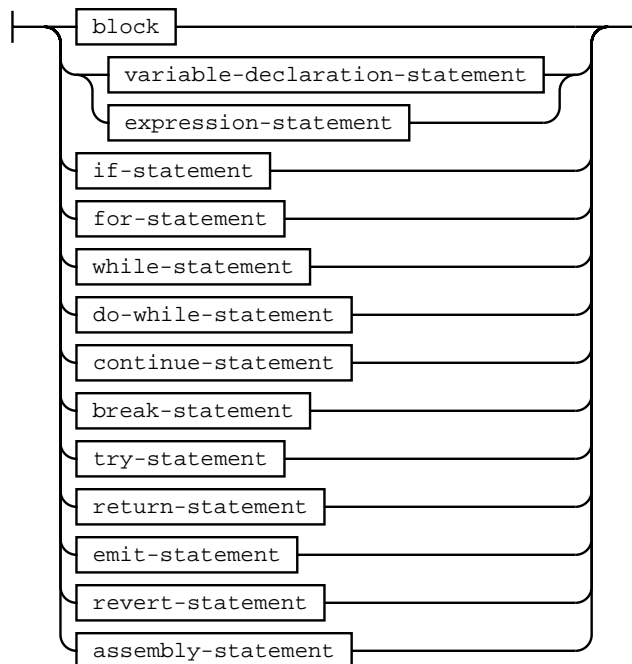 block
variable-declaration-statement
expression-statement
if-statement
for-statement
while-statement
do-while-statement
continue-statement
break-statement
try-statement
return-statement
emit-statement
revert-statement
assembly-statement